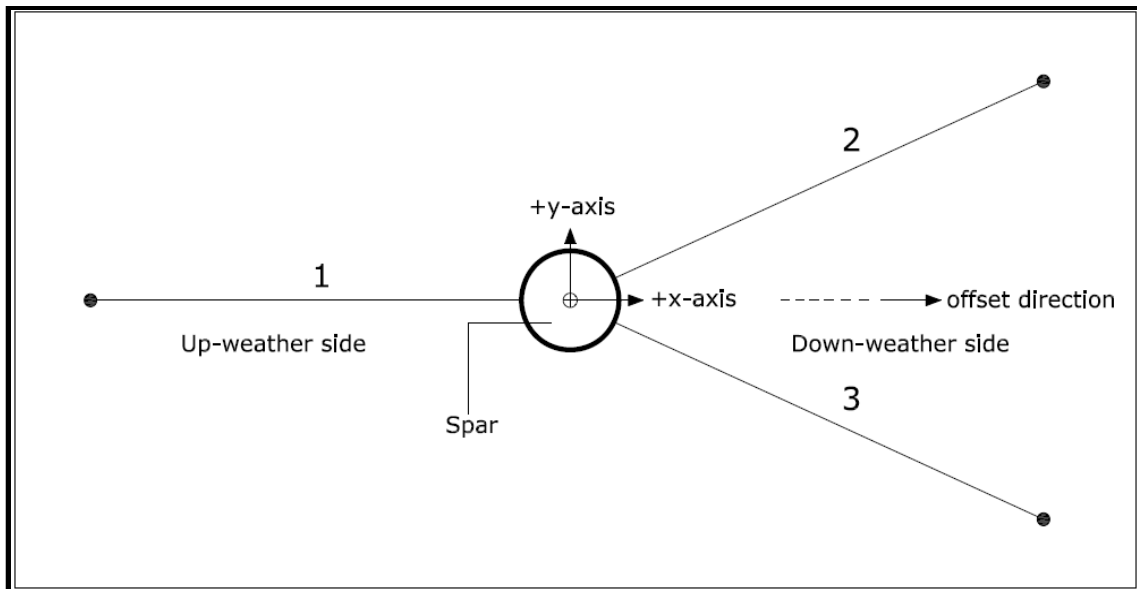 2
+y-axis
1
+x-axis
offset direction
Up-weather side
Down-weather side
3
Spar